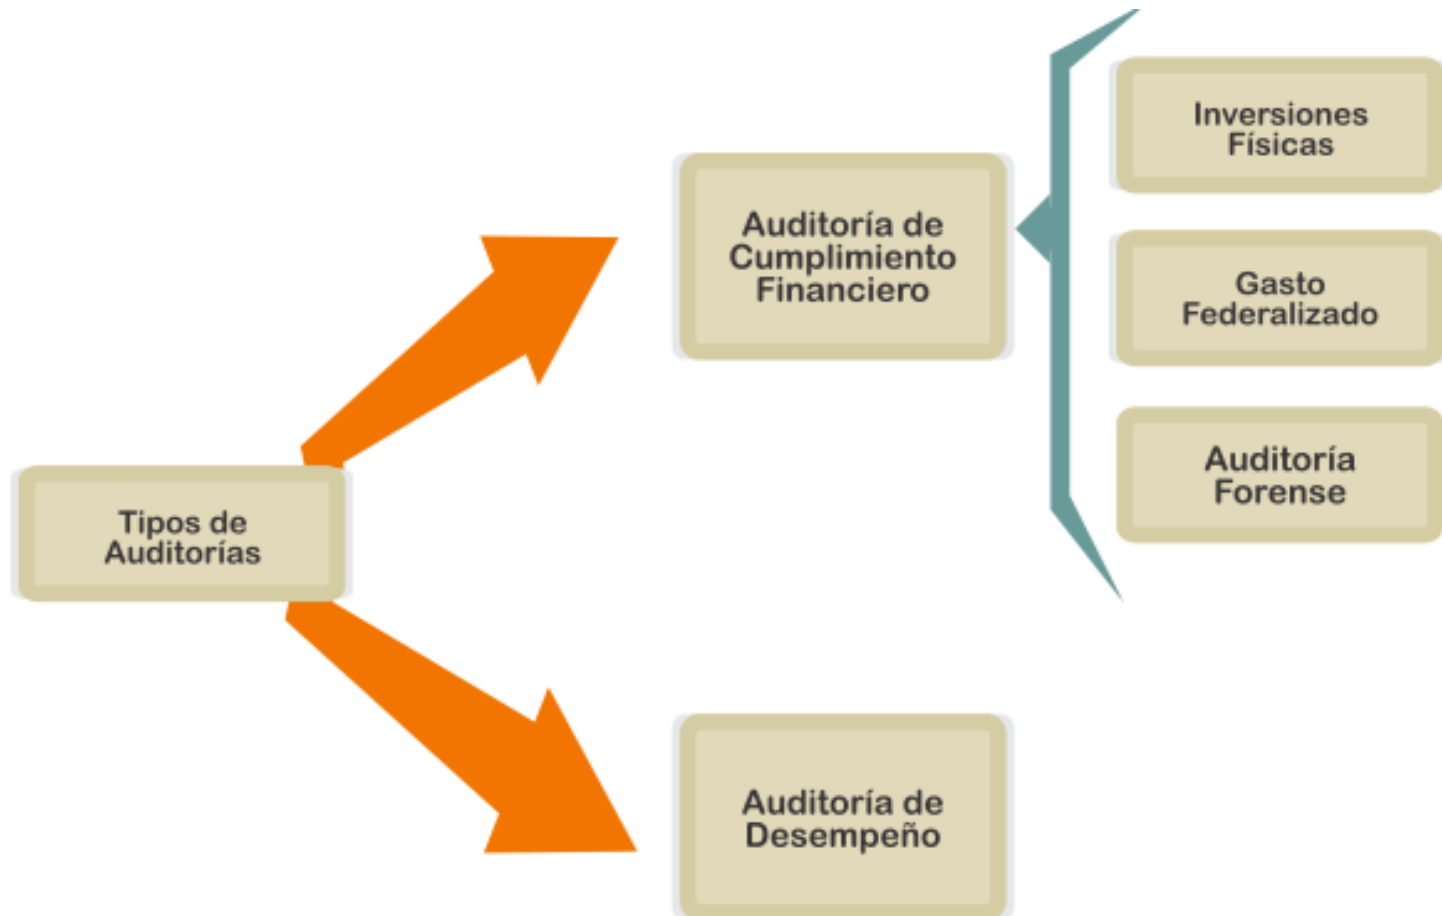 Inversiones
Físicas
Auditoría de
Cumplimiento
Financiero
Gasto
Federalizado
Auditoría
Forense
Tipos de
Auditorías
Auditoría de
Desempeño